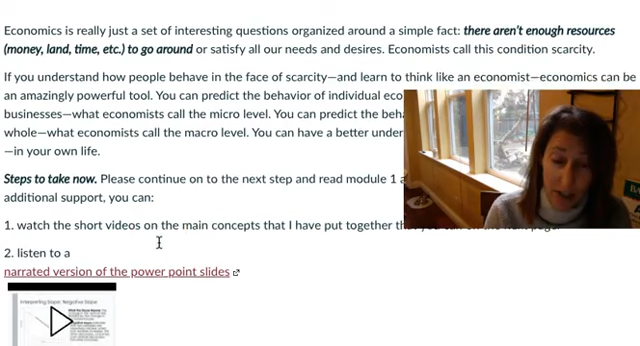 Economics is really just a set of interesting questions organized around a simple fact: there aren't enough resources
(money, land, time, etc.) to go around or satisfy all our needs and desires. Economists call this condition scarcity.
If you understand how people behave in the face of scarcity—and learn to think like an economist—economics can be
an amazingly powerful tool. You can predict the behavior of individual eco
businesses—what economists call the micro level. You can predict the beha
whole—what economists call the macro level. You can have a better under
—in your own life.
Steps to take now. Please continue on to the next step and read module 1 a
additional support, you can:
1. watch the short videos on the main concepts that I have put together th
2. listen to a
narrated version of the power point slides
Interpreting Slope: Negative Slope